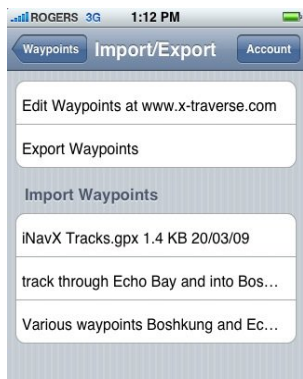 ROGERS 3G 1:12 PM
Waypoints Import/Export Account
Edit Waypoints at www.x-traverse.com
Export Waypoints
Import Waypoints
iNavX Tracks.gpx 1.4 KB 20/03/09
track through Echo Bay and into Bos...
Various waypoints Boshkung and Ec...